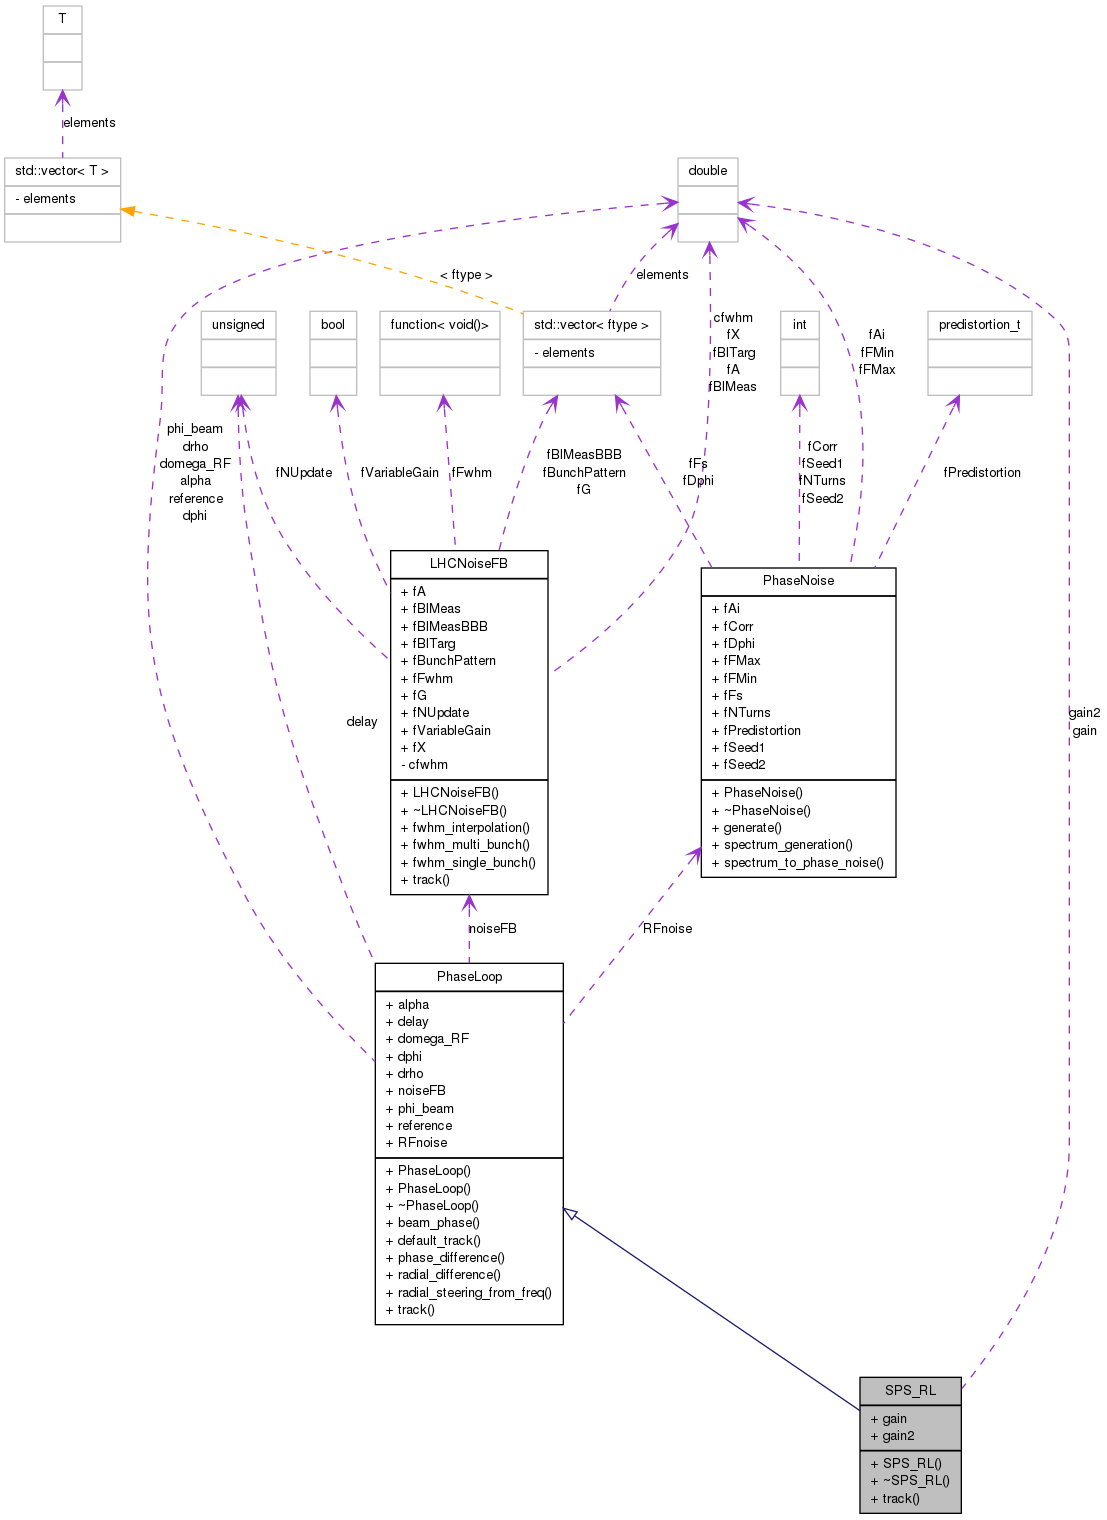 T
elements
std::vector< T >
- elements
double
< ftype >
elements
unsigned
bool
function< void()>
std::vector< ftype >
- elements
cfwhm
fX
fBlTarg
fA
fBlMeas
int
fAi
fFMin
fFMax
predistortion_t
phi_beam
drho
domega_RF
alpha
reference
dphi
fNUpdate
fVariableGain
fFwhm
fBlMeasBBB
fBunchPattern
fG
fFs
fDphi
fCorr
fSeed1
fNTurns
fSeed2
fPredistortion
LHCNoiseFB
+ fA
+ fBlMeas
+ fBlMeasBBB
+ fBlTarg
+ fBunchPattern
+ fFwhm
+ fG
+ fNUpdate
+ fVariableGain
+ fX
- cfwhm
+ LHCNoiseFB()
+ ~LHCNoiseFB()
+ fwhm_interpolation()
+ fwhm_multi_bunch()
+ fwhm_single_bunch()
+ track()
PhaseNoise
+ fAi
+ fCorr
+ fDphi
+ fFMax
+ fFMin
+ fFs
+ fNTurns
+ fPredistortion
+ fSeed1
+ fSeed2
+ PhaseNoise()
+ ~PhaseNoise()
+ generate()
+ spectrum_generation()
+ spectrum_to_phase_noise()
delay
gain2
gain
noiseFB
RFnoise
PhaseLoop
+ alpha
+ delay
+ domega_RF
+ dphi
+ drho
+ noiseFB
+ phi_beam
+ reference
+ RFnoise
+ PhaseLoop()
+ PhaseLoop()
+ ~PhaseLoop()
+ beam_phase()
+ default_track()
+ phase_difference()
+ radial_difference()
+ radial_steering_from_freq()
+ track()
SPS_RL
+ gain
+ gain2
+ SPS_RL()
+ ~SPS_RL()
+ track()